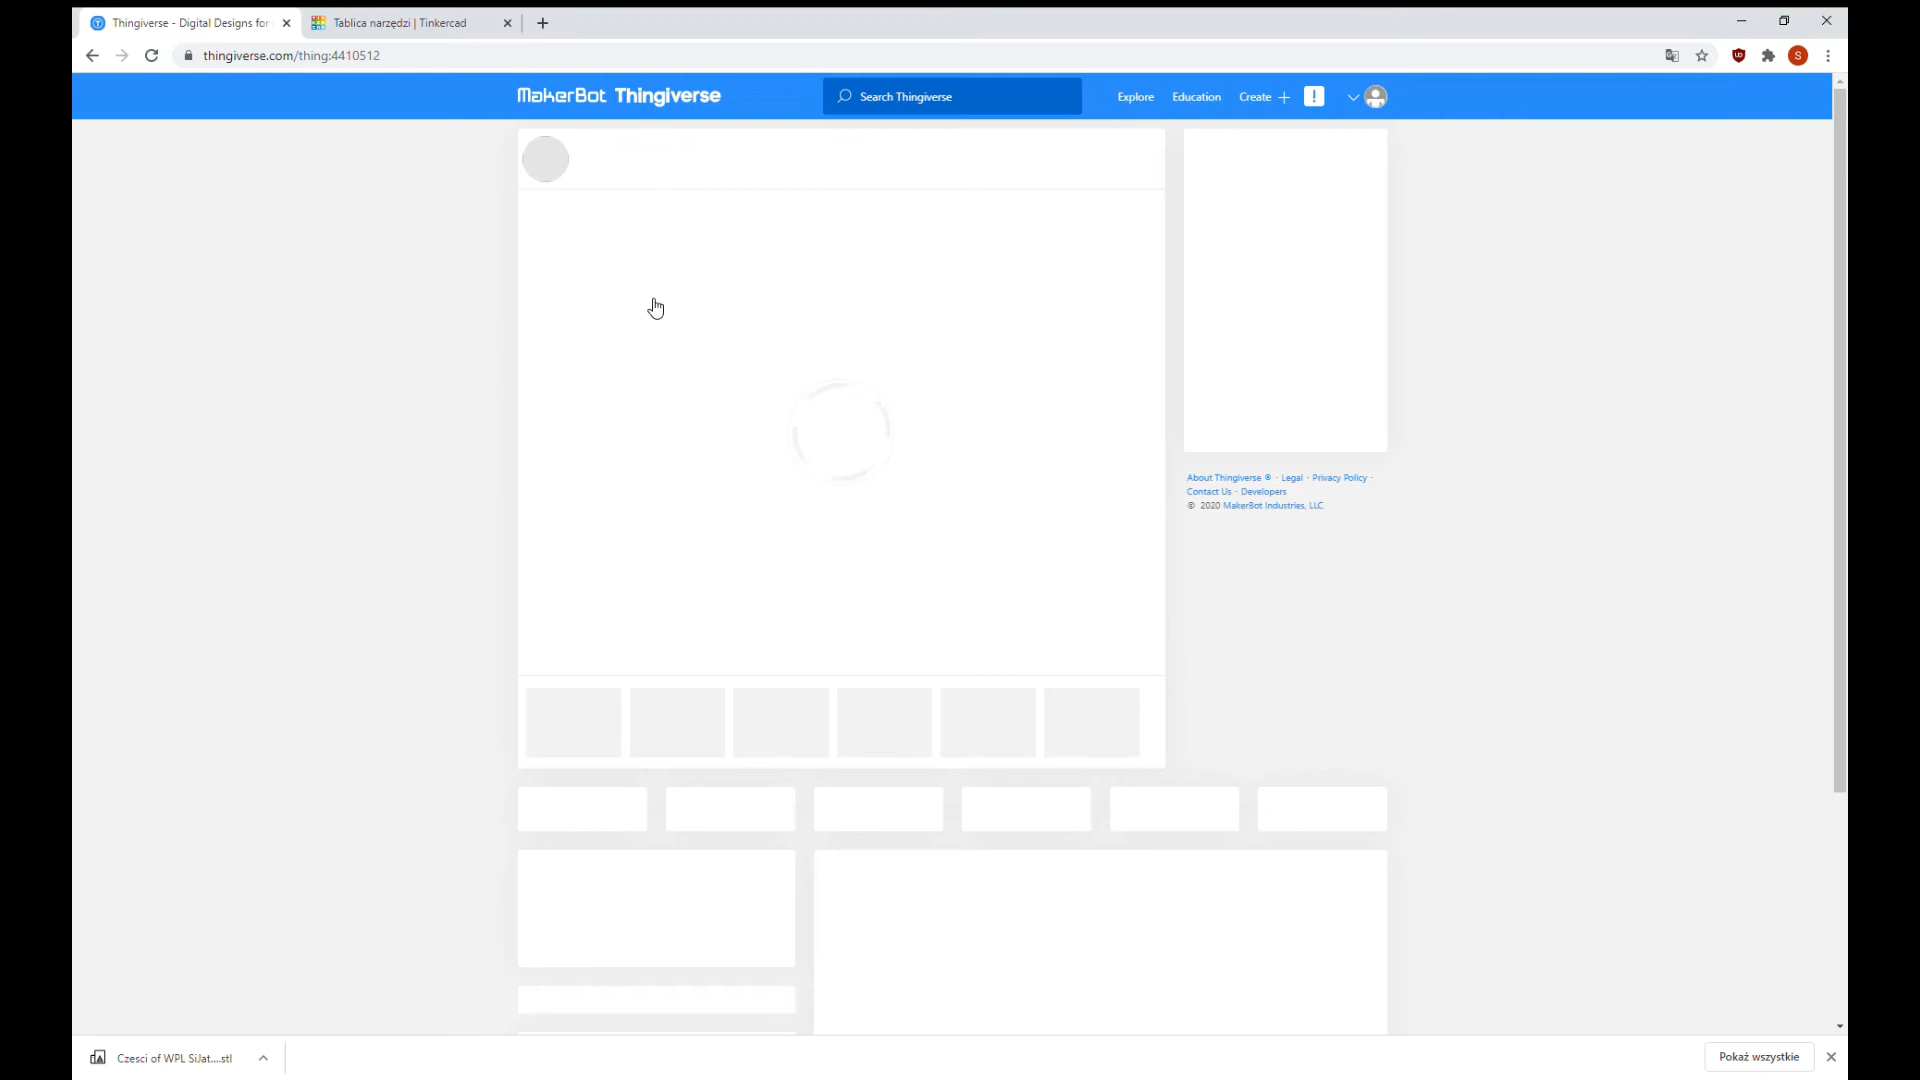 Thingiverse - Digital Designs for
Tablica narzędzi | Tinkercad
thingiverse.com/thing:4410512
S
MakerBot Thingiverse
Search Thingiverse
Explore
Education
Create
About Thingiverse ® · Legal · Privacy Policy ·
Contact Us · Developers
© 2020 MakerBot Industries, LLC
Czesci of WPL SiJat....stl
Pokaż wszystkie